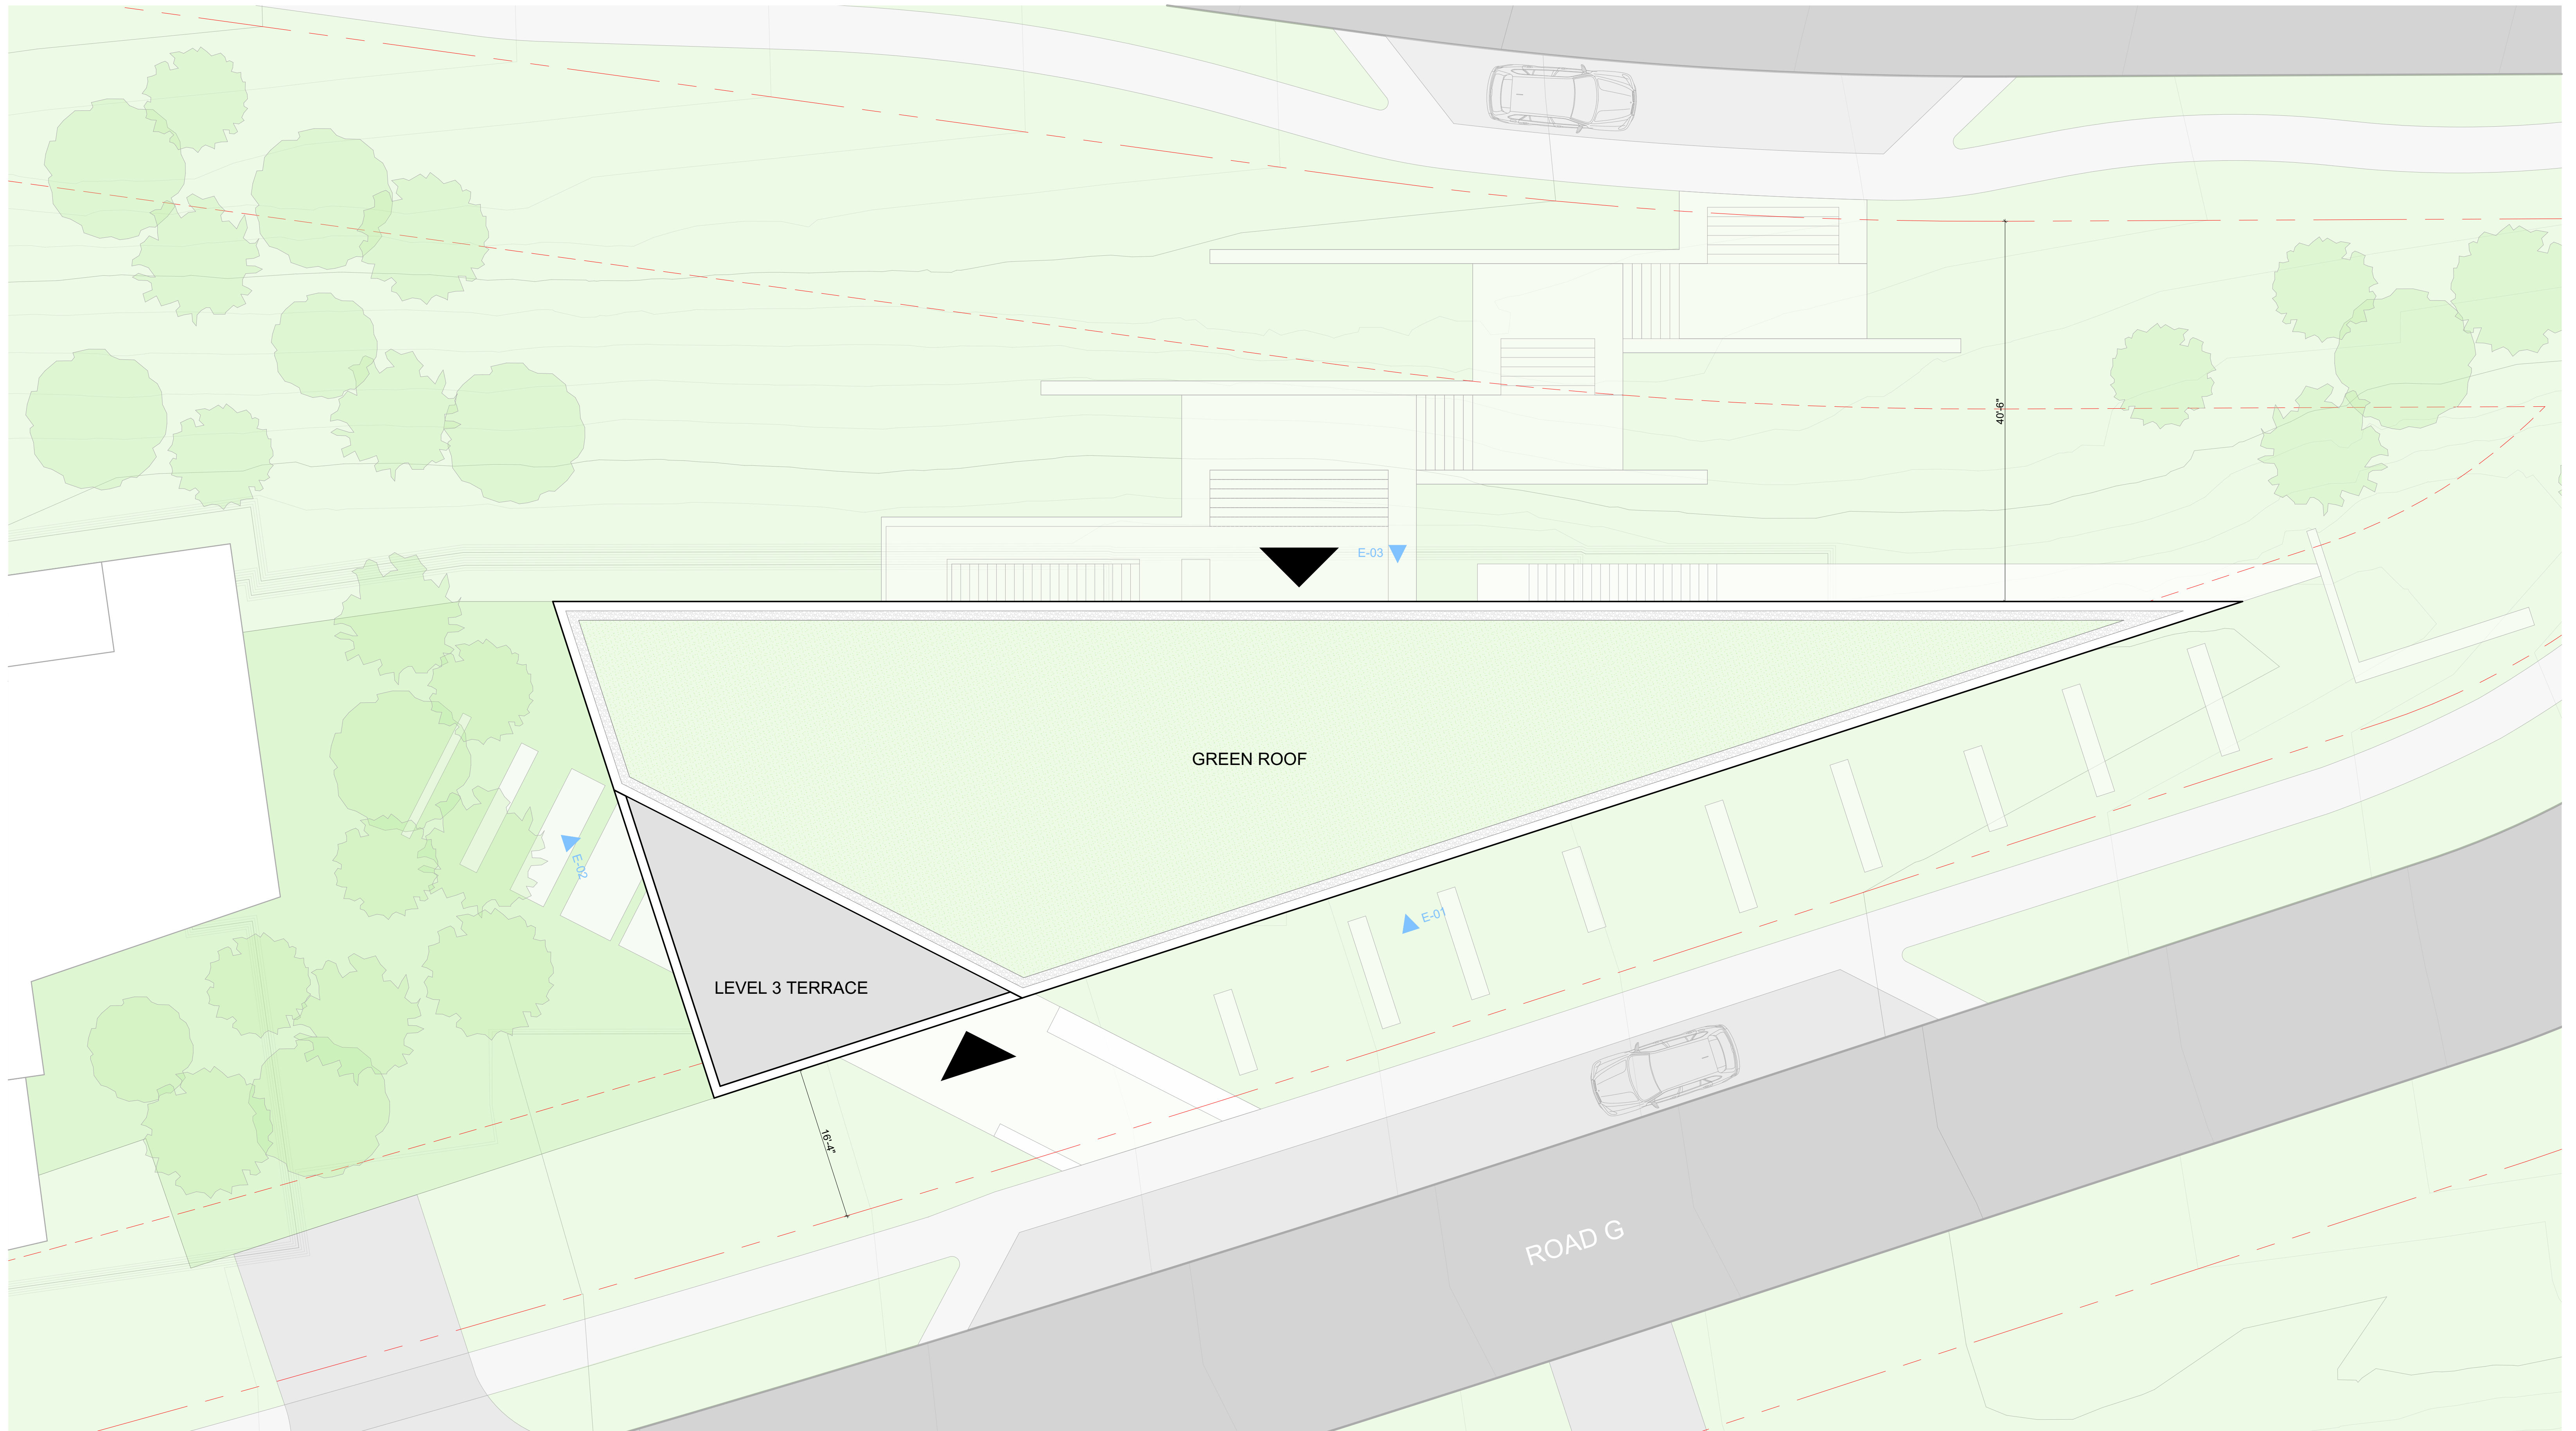 40'-6"
E-03
GREEN ROOF
E-02
E-01
LEVEL 3 TERRACE
16'-4"
ROAD G